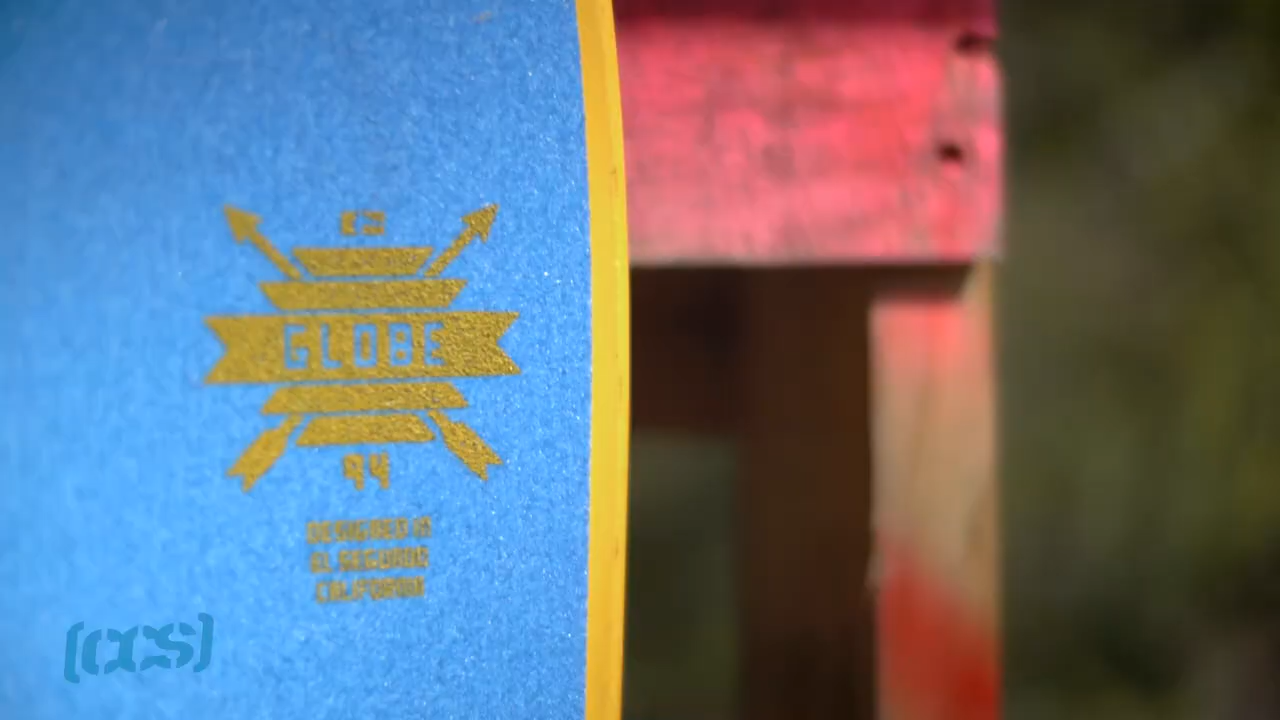 GLOBE
94
DESIGNED IN
EL SEGUNDO
CALIFORNIA
[ccs]